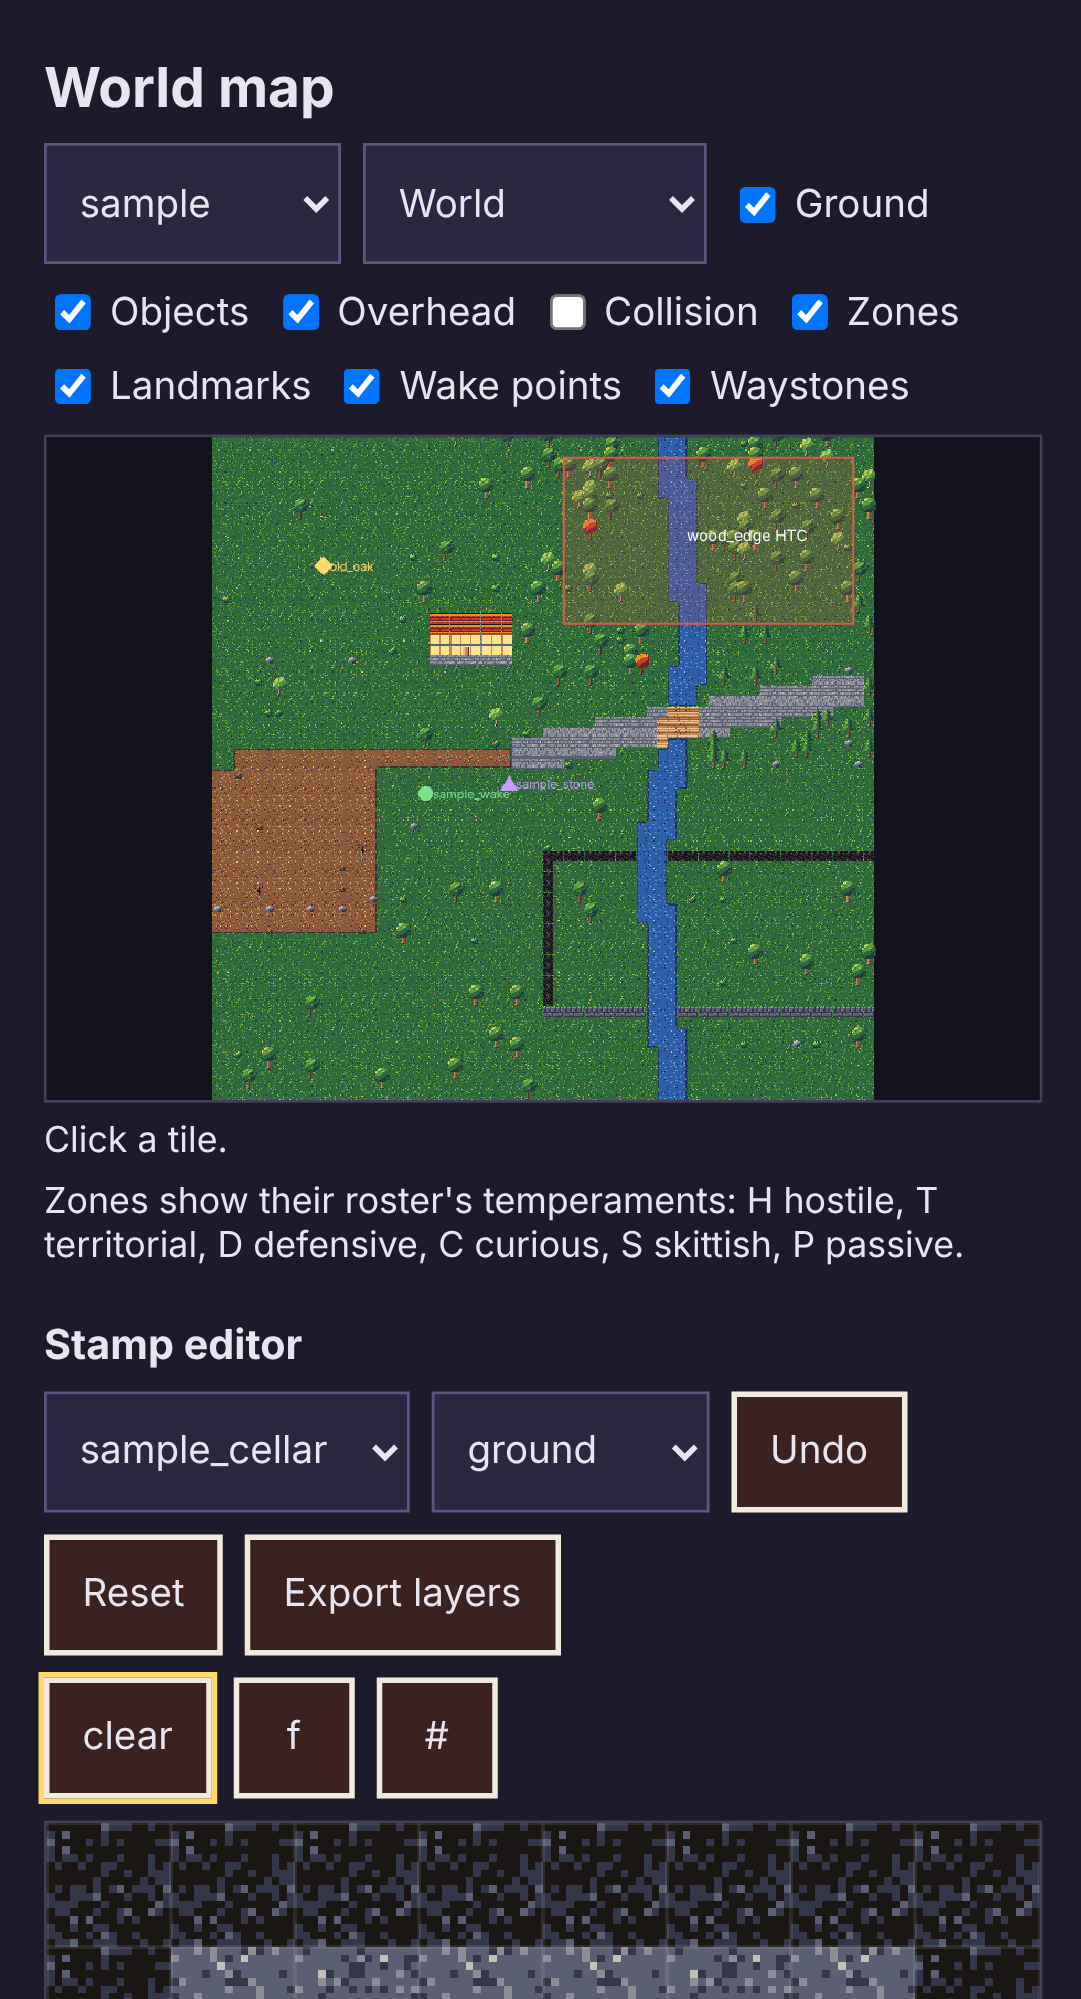 World map
sample World Ground
Objects Overhead Collision Zones
Landmarks Wake points Waystones
wood_edge HTC
old_oak
sample_stone
sample_wake
Click a tile.
Zones show their roster's temperaments: H hostile, T
territorial, D defensive, C curious, S skittish, P passive.
Stamp editor
sample_cellar ground Undo
Reset Export layers
clear f #